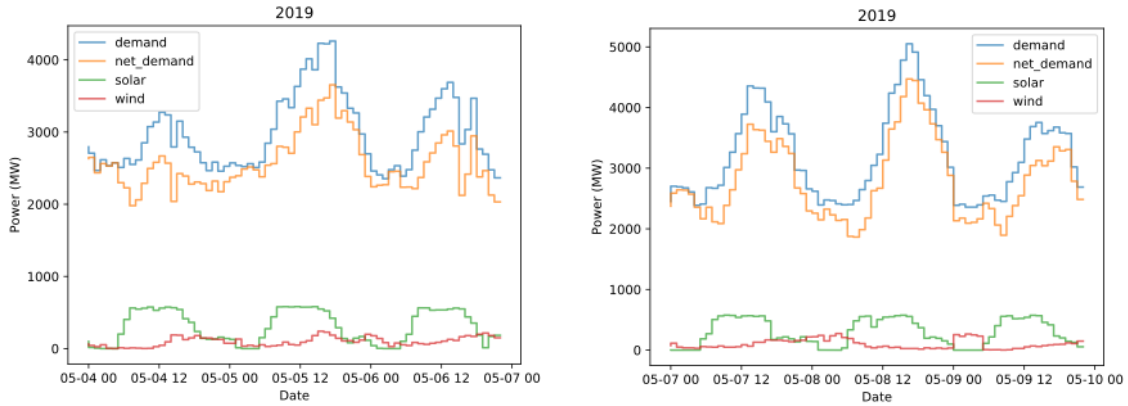 2019
demand
net_demand
solar
wind
4000
3000
2000
1000
0
Power (MW)
05-04 00 05-04 12 05-05 00 05-05 12 05-06 00 05-06 12 05-07 00
Date
2019
demand
net_demand
solar
wind
5000
4000
3000
2000
1000
0
Power (MW)
05-07 00 05-07 12 05-08 00 05-08 12 05-09 00 05-09 12 05-10 00
Date